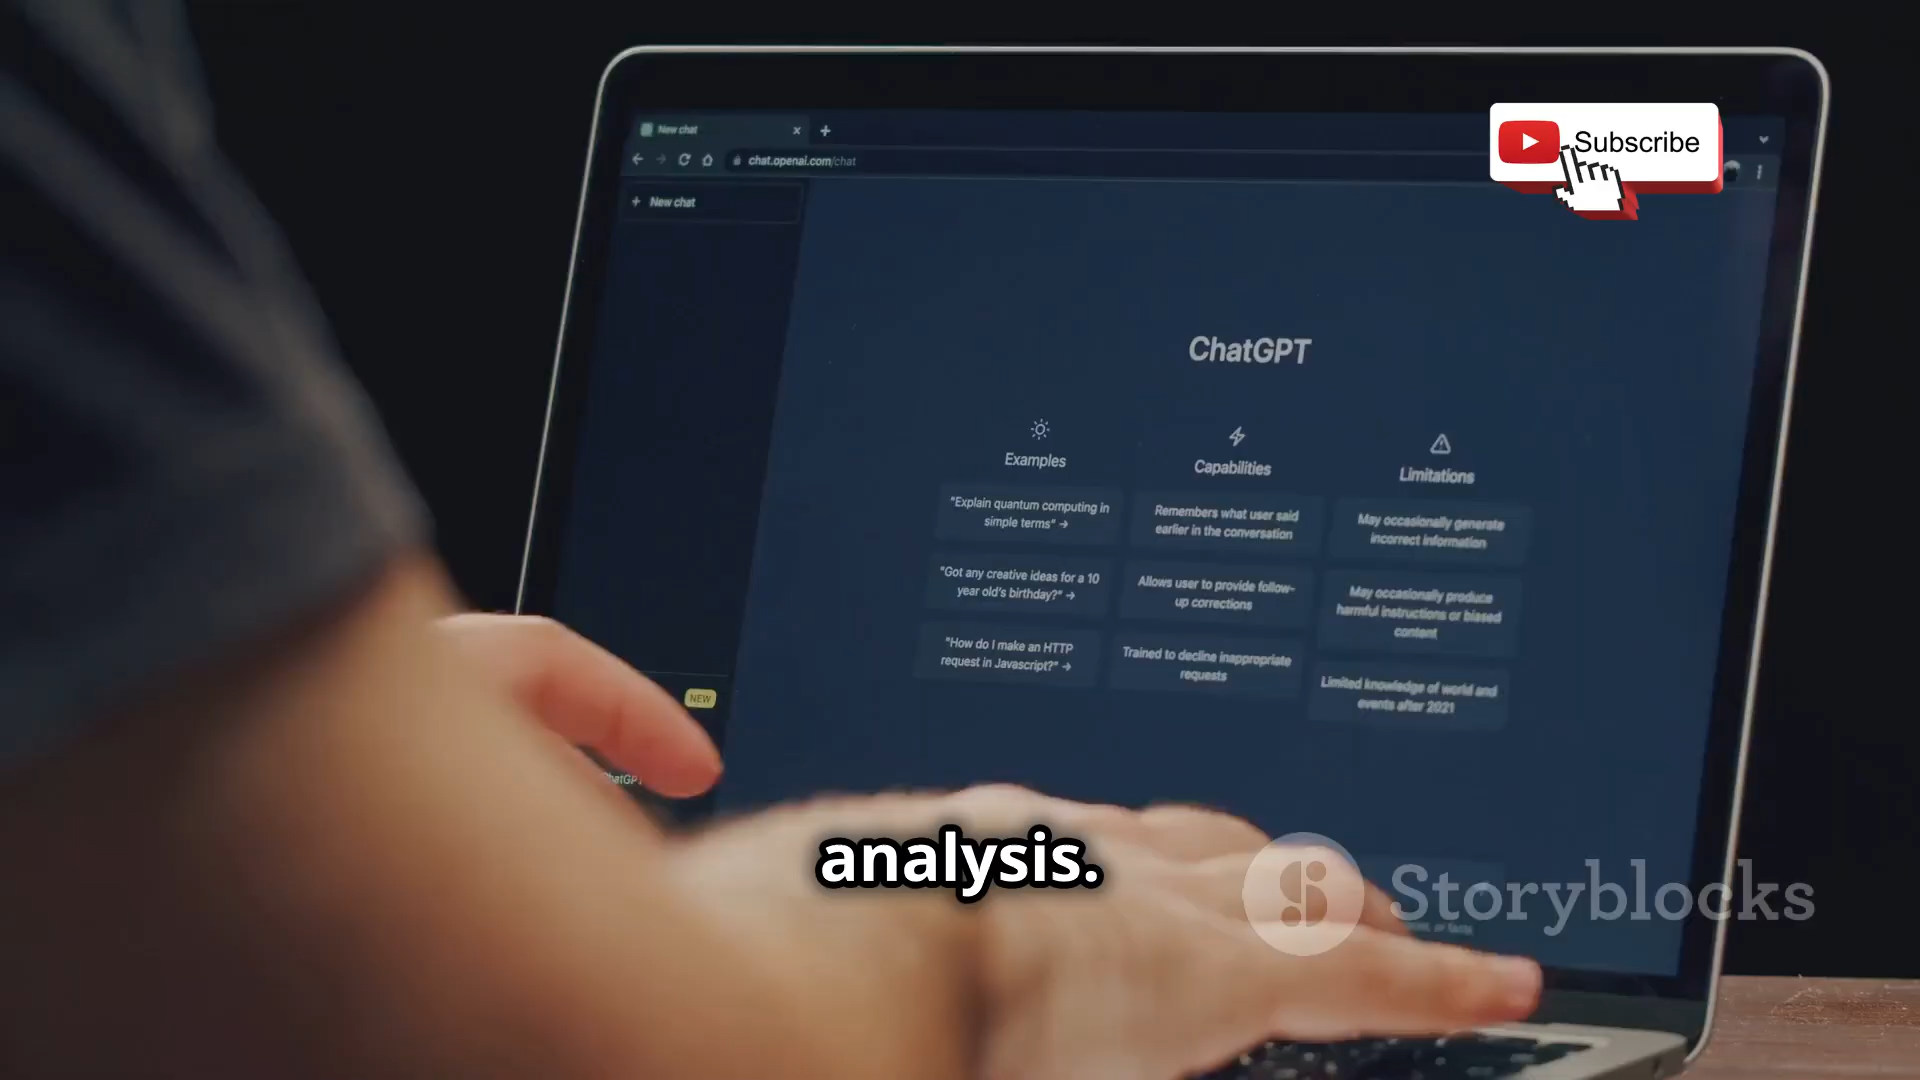 New chat
chat.openai.com/chat
Subscribe
New chat
ChatGPT
Examples
Capabilities
Limitations
"Explain quantum computing in
simple terms" →
"Got any creative ideas for a 10
year old's birthday?" →
"How do I make an HTTP
request in Javascript?" →
Remembers what user said
earlier in the conversation
Allows user to provide follow-
up corrections
Trained to decline inappropriate
requests
May occasionally generate
incorrect information
May occasionally produce
harmful instructions or biased
content
Limited knowledge of world and
events after 2021
NEW
ChatGPT
analysis.
Storyblocks